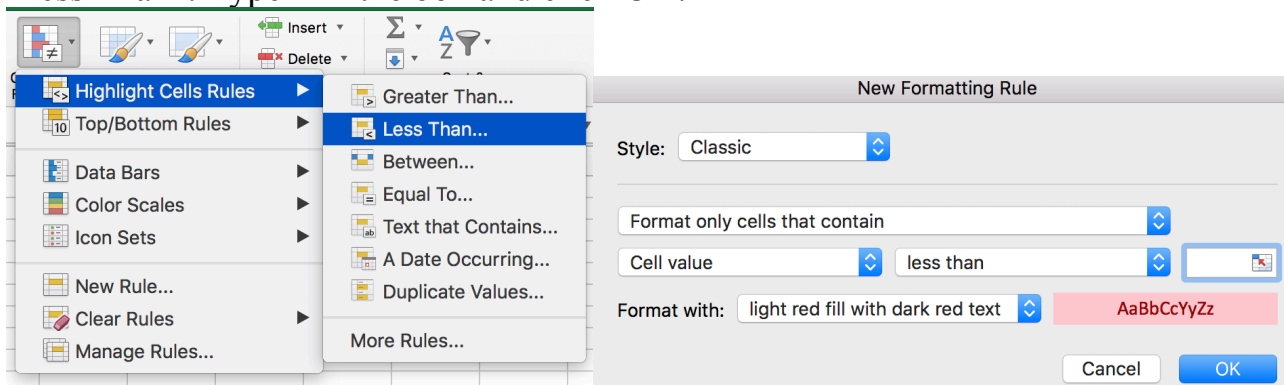 Insert
Delete
Highlight Cells Rules
Top/Bottom Rules
Data Bars
Color Scales
Icon Sets
New Rule...
Clear Rules
Manage Rules...
Greater Than...
Less Than...
Between...
Equal To...
Text that Contains...
A Date Occurring...
Duplicate Values...
More Rules...
New Formatting Rule
Style: Classic
Format only cells that contain
Cell value less than
Format with: light red fill with dark red text AaBbCcYyZz
Cancel OK